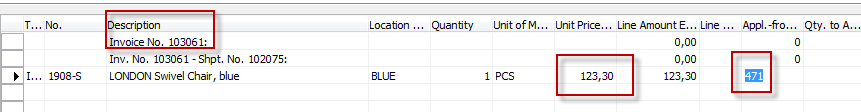 T... No. Description Location ... Quantity Unit of M... Unit Price... Line Amount E... Line ... Appl.-fro... Qty. to A...
Invoice No. 103061: 0,00 0
Inv. No. 103061 - Shpt. No. 102075: 0,00 0
I... 1908-S LONDON Swivel Chair, blue BLUE 1 PCS 123,30 123,30 471